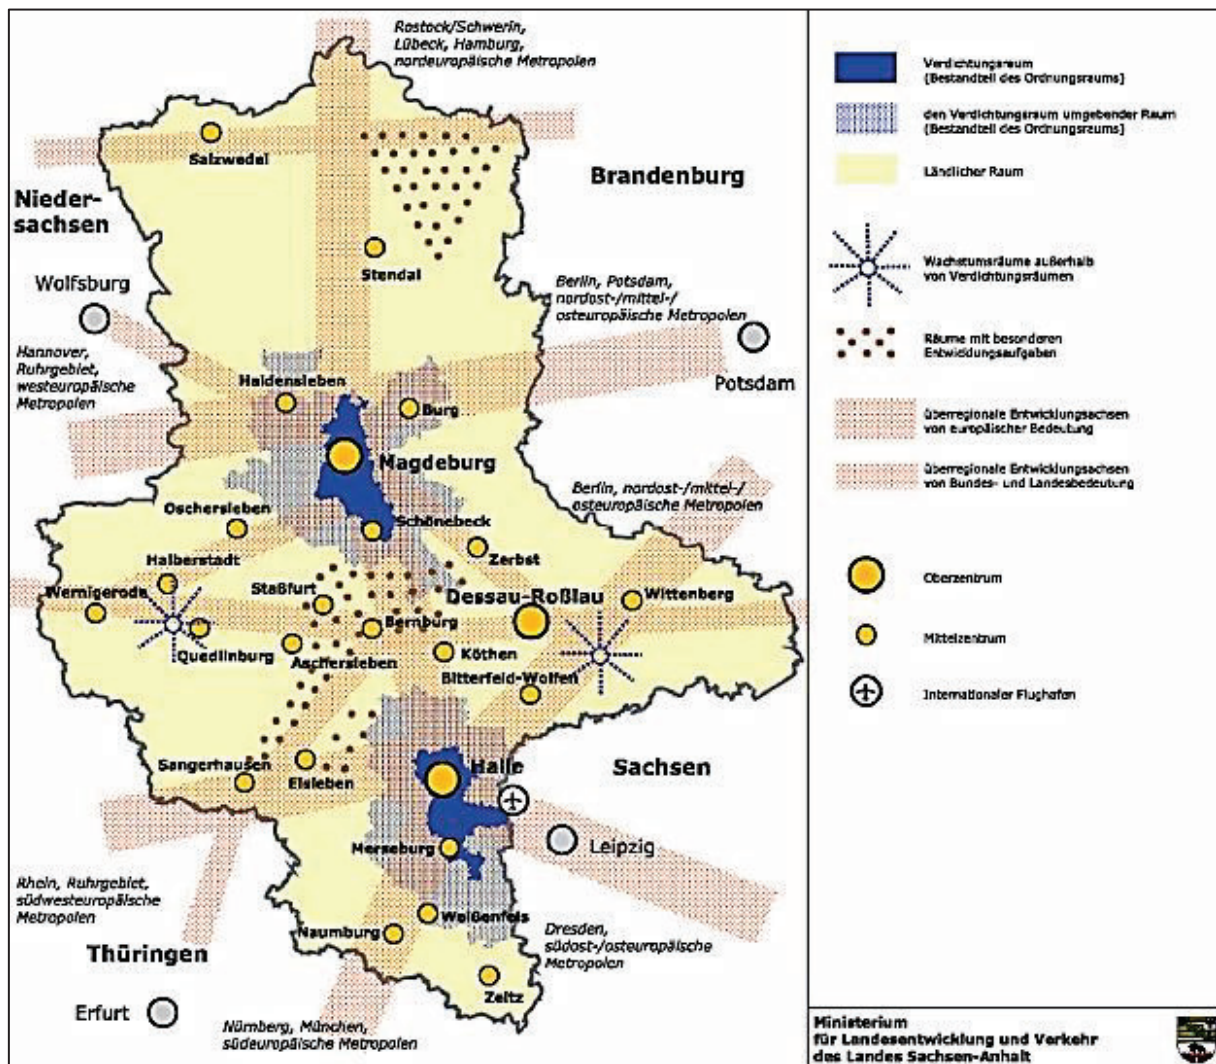 Rostock/Schwerin,
Lübeck, Hamburg,
nordeuropäische Metropolen
Salzwedel
Brandenburg
Nieder-
sachsen
Stendal
Wolfsburg
Berlin, Potsdam,
nordost-/mittel-/
osteuropäische Metropolen
Potsdam
Hannover,
Ruhrgebiet,
westeuropäische
Metropolen
Haldensleben
Burg
Magdeburg
Berlin, nordost-/mittel-/
osteuropäische Metropolen
Oschersleben
Schönebeck
Halberstadt
Zerbst
Wernigerode
Staßfurt
Dessau-Roßlau
Wittenberg
Bernburg
Quedlinburg
Aschersleben
Köthen
Bitterfeld-Wolfen
Sangerhausen
Eisleben
Halle
Sachsen
Merseburg
Leipzig
Rhein, Ruhrgebiet,
südwesteuropäische
Metropolen
Weißenfels
Naumburg
Dresden,
südost-/osteuropäische
Metropolen
Thüringen
Zeitz
Erfurt
Nürnberg, München,
südeuropäische Metropolen
Verdichtungsraum
(Bestandteil des Ordnungsraums)
den Verdichtungsraum umgebender Raum
(Bestandteil des Ordnungsraums)
Ländlicher Raum
Wachstumsräume außerhalb
von Verdichtungsräumen
Räume mit besonderen
Entwicklungsaufgaben
überregionale Entwicklungsachsen
von europäischer Bedeutung
überregionale Entwicklungsachsen
von Bundes- und Landesbedeutung
Oberzentrum
Mittelzentrum
Internationaler Flughafen
Ministerium
für Landesentwicklung und Verkehr
des Landes Sachsen-Anhalt